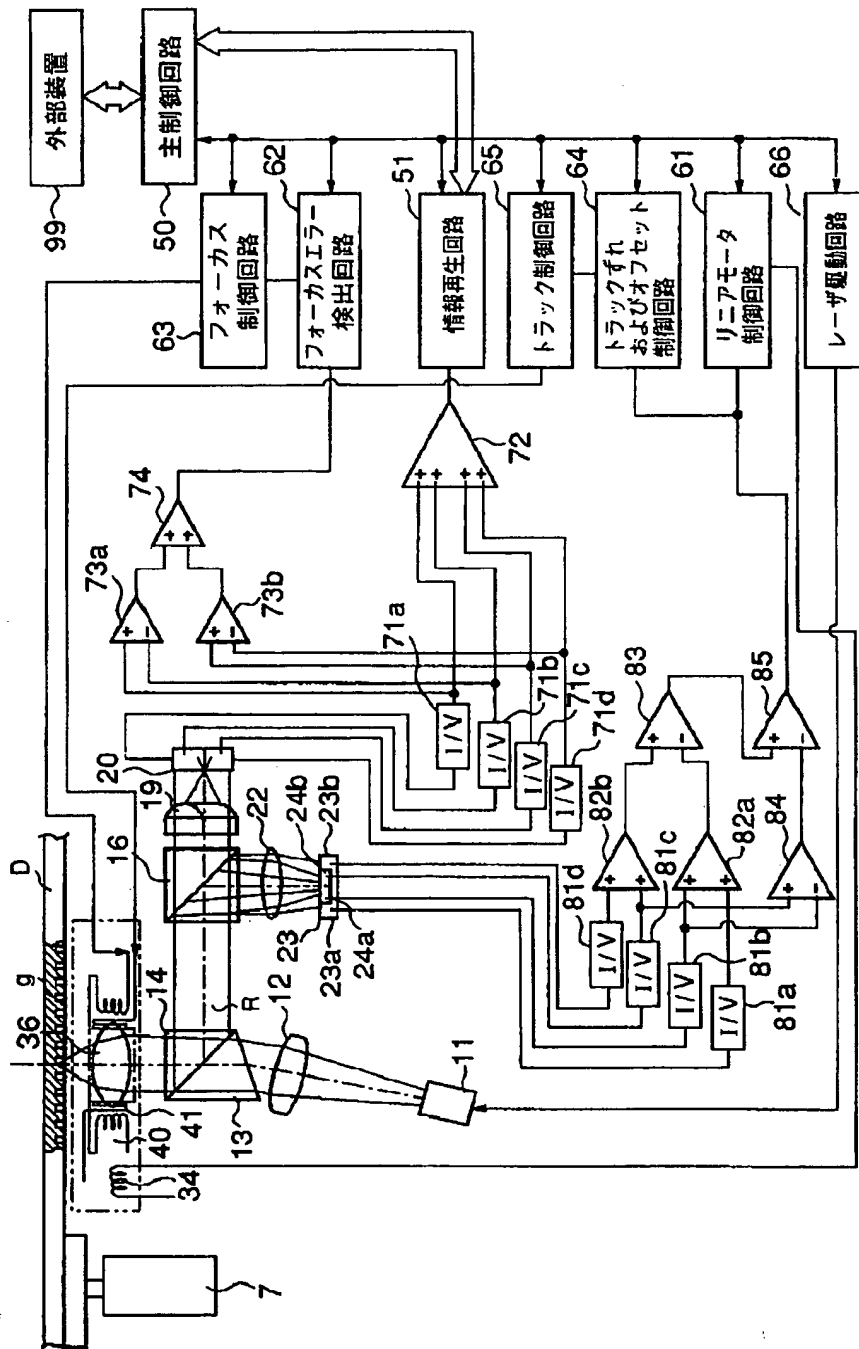 外部装置
99
主制御回路
50
フォーカス
制御回路
63
フォーカスエラー
検出回路
62
情報再生回路
51
トラック制御回路
65
トラックずれ
およびオフセット
制御回路
64
リニアモータ
制御回路
61
レーザ駆動回路
66
72
+
+
+
+
74
+
+
73a
+
-
73b
+
-
71a
I/V
71b
I/V
71c
I/V
71d
I/V
83
+
-
85
+
-
82b
+
+
82a
+
+
84
+
-
81d
I/V
81c
I/V
81b
I/V
81a
I/V
20
19
16
22
24b
23b
23
23a
24a
D
g
36
14
R
12
13
11
41
40
34
7